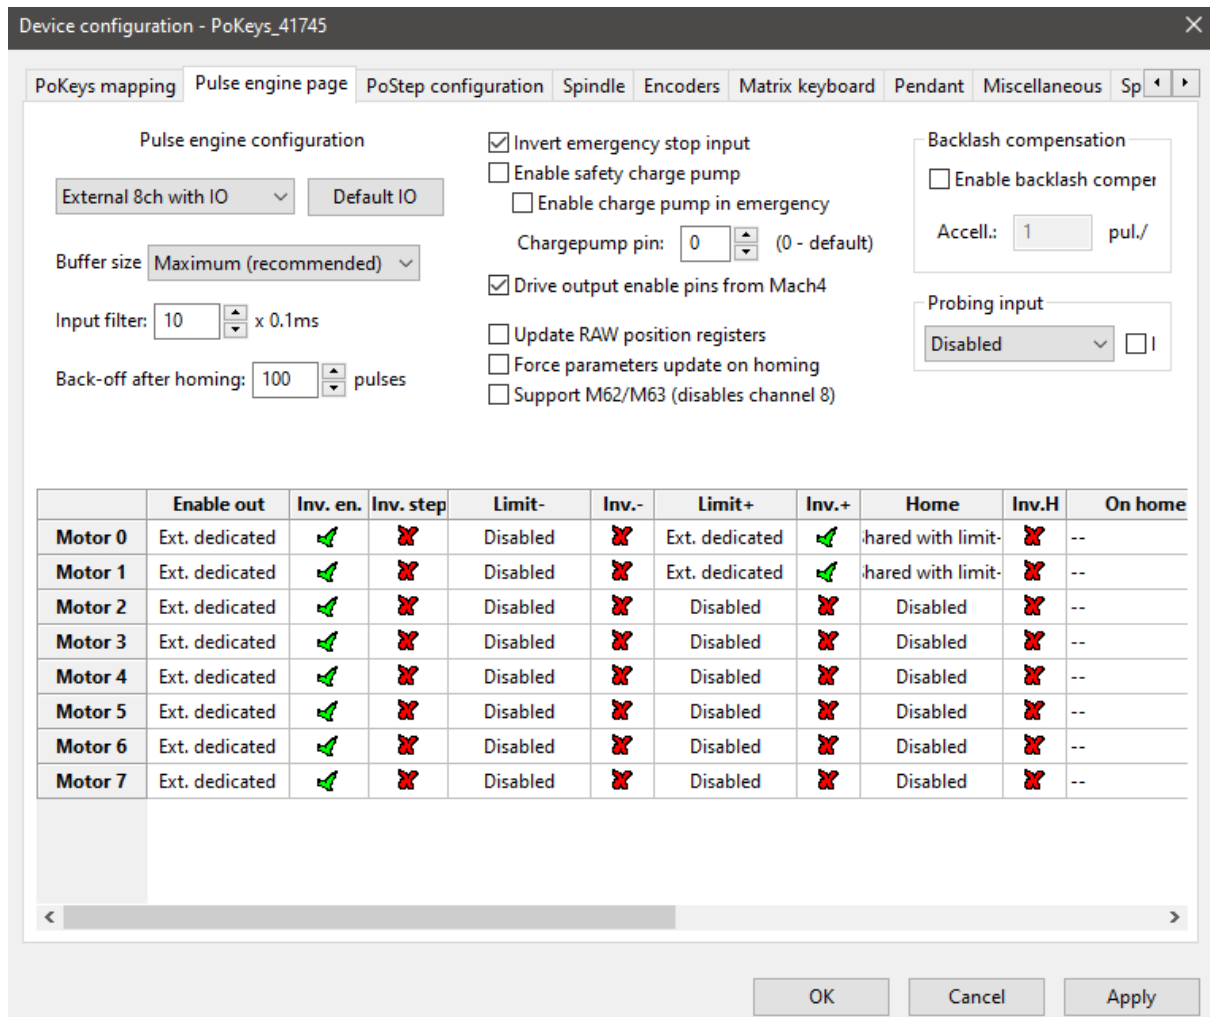 Device configuration - PoKeys_41745
PoKeys mapping Pulse engine page PoStep configuration Spindle Encoders Matrix keyboard Pendant Miscellaneous Sp
Pulse engine configuration
External 8ch with IO Default IO
Buffer size Maximum (recommended)
Input filter: 10 x 0.1ms
Back-off after homing: 100 pulses
Invert emergency stop input
Enable safety charge pump
Enable charge pump in emergency
Chargepump pin: 0 (0 - default)
Drive output enable pins from Mach4
Update RAW position registers
Force parameters update on homing
Support M62/M63 (disables channel 8)
Backlash compensation
Enable backlash comper
Accell.: 1 pul./
Probing input
Disabled I
Enable out Inv. en. Inv. step Limit- Inv.- Limit+ Inv.+ Home Inv.H On home
Motor 0 Ext. dedicated Disabled Ext. dedicated hared with limit- --
Motor 1 Ext. dedicated Disabled Ext. dedicated hared with limit- --
Motor 2 Ext. dedicated Disabled Disabled Disabled --
Motor 3 Ext. dedicated Disabled Disabled Disabled --
Motor 4 Ext. dedicated Disabled Disabled Disabled --
Motor 5 Ext. dedicated Disabled Disabled Disabled --
Motor 6 Ext. dedicated Disabled Disabled Disabled --
Motor 7 Ext. dedicated Disabled Disabled Disabled --
OK Cancel Apply